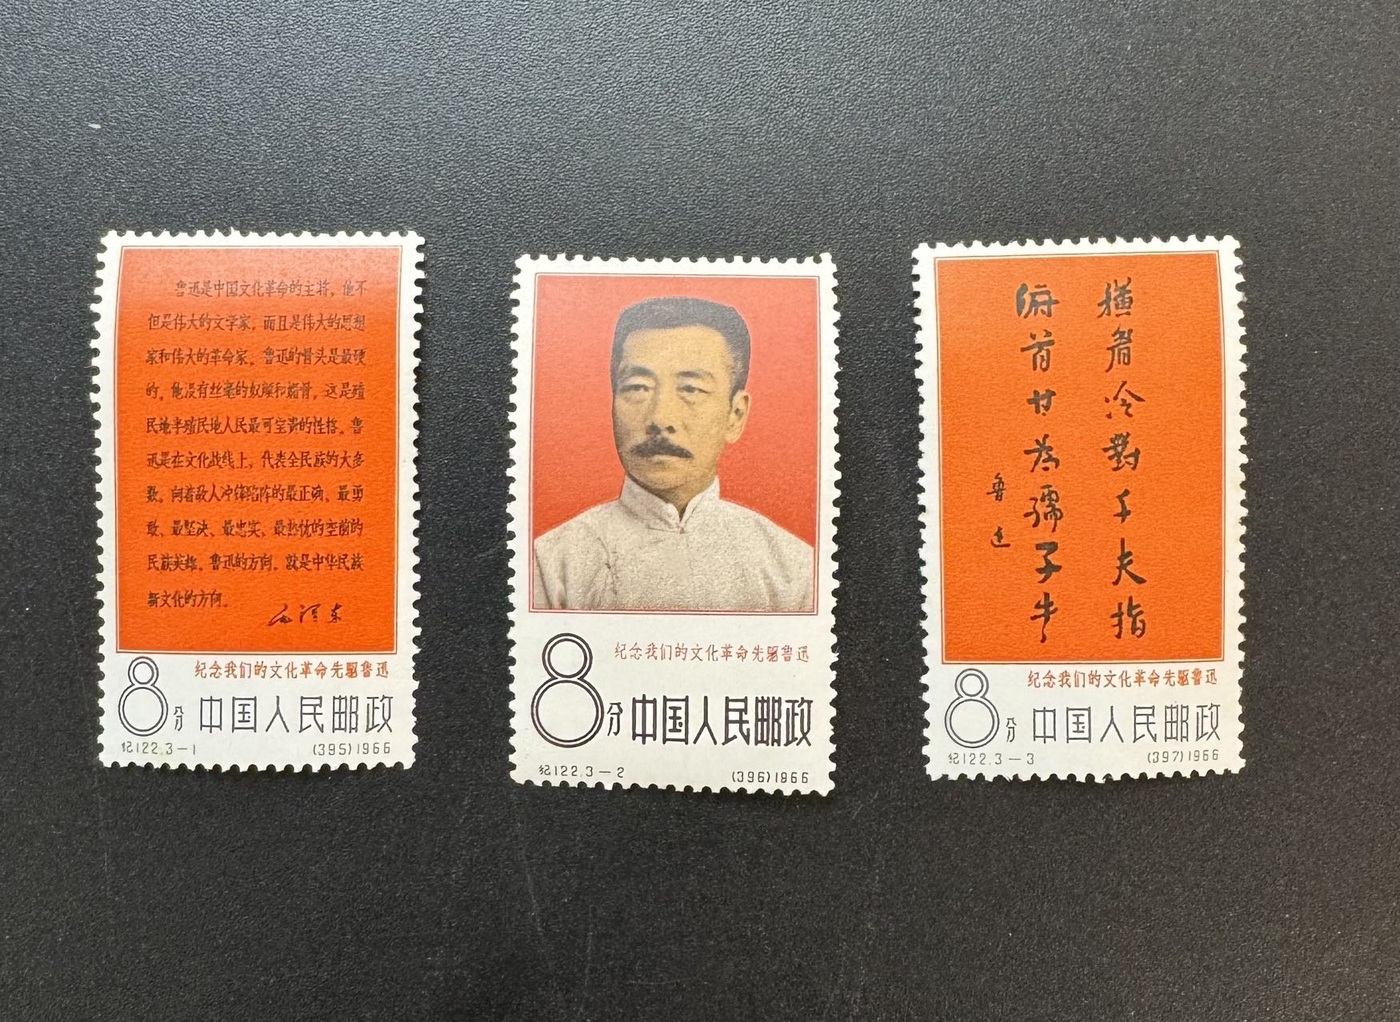 鲁迅是中国文化革命的主将，他不
但是伟大的文学家，而且是伟大的思想
家和伟大的革命家。鲁迅的骨头是最硬
的，他没有丝毫的奴颜和媚骨，这是殖
民地半殖民地人民最可宝贵的性格。鲁
迅是在文化战线上，代表全民族的大多
数，向着敌人冲锋陷阵的最正确、最勇
敢、最坚决、最忠实、最热忱的空前的
民族英雄。鲁迅的方向，就是中华民族
新文化的方向。
毛泽东
纪念我们的文化革命先驱鲁迅
8分 中国人民邮政
纪122.3-1 (395)1966
纪念我们的文化革命先驱鲁迅
8分 中国人民邮政
纪122.3-2 (396)1966
横眉冷對千夫指
俯首甘为孺子牛
鲁迅
纪念我们的文化革命先驱鲁迅
8分 中国人民邮政
纪122.3-3 (397)1966